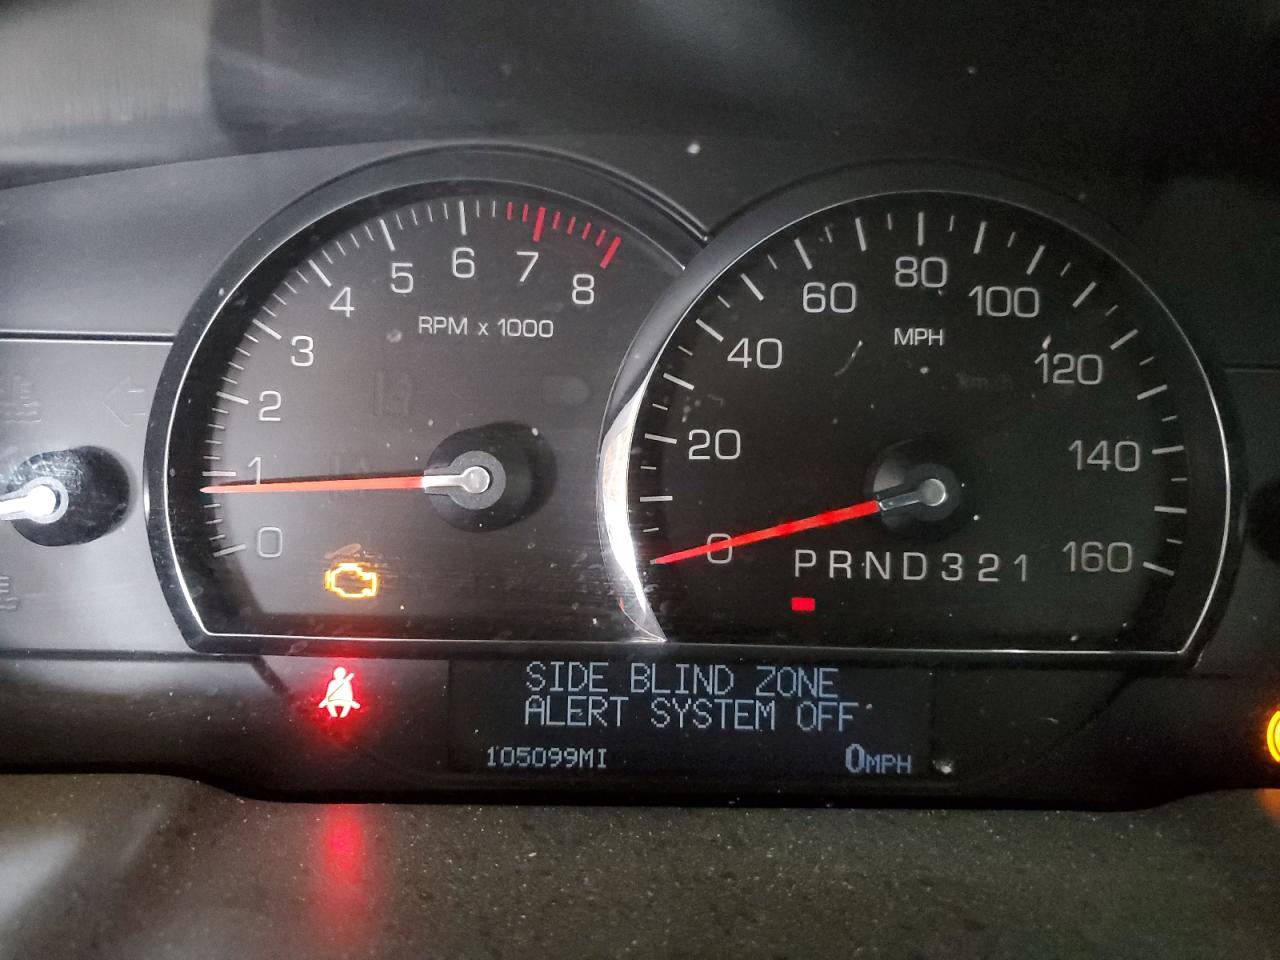 5 6 7 8
4
3
2
1
0
RPM x 1000
60 80 100
40 120
20 140
0 160
MPH
PRND321
SIDE BLIND ZONE
ALERT SYSTEM OFF
105099MI 0MPH